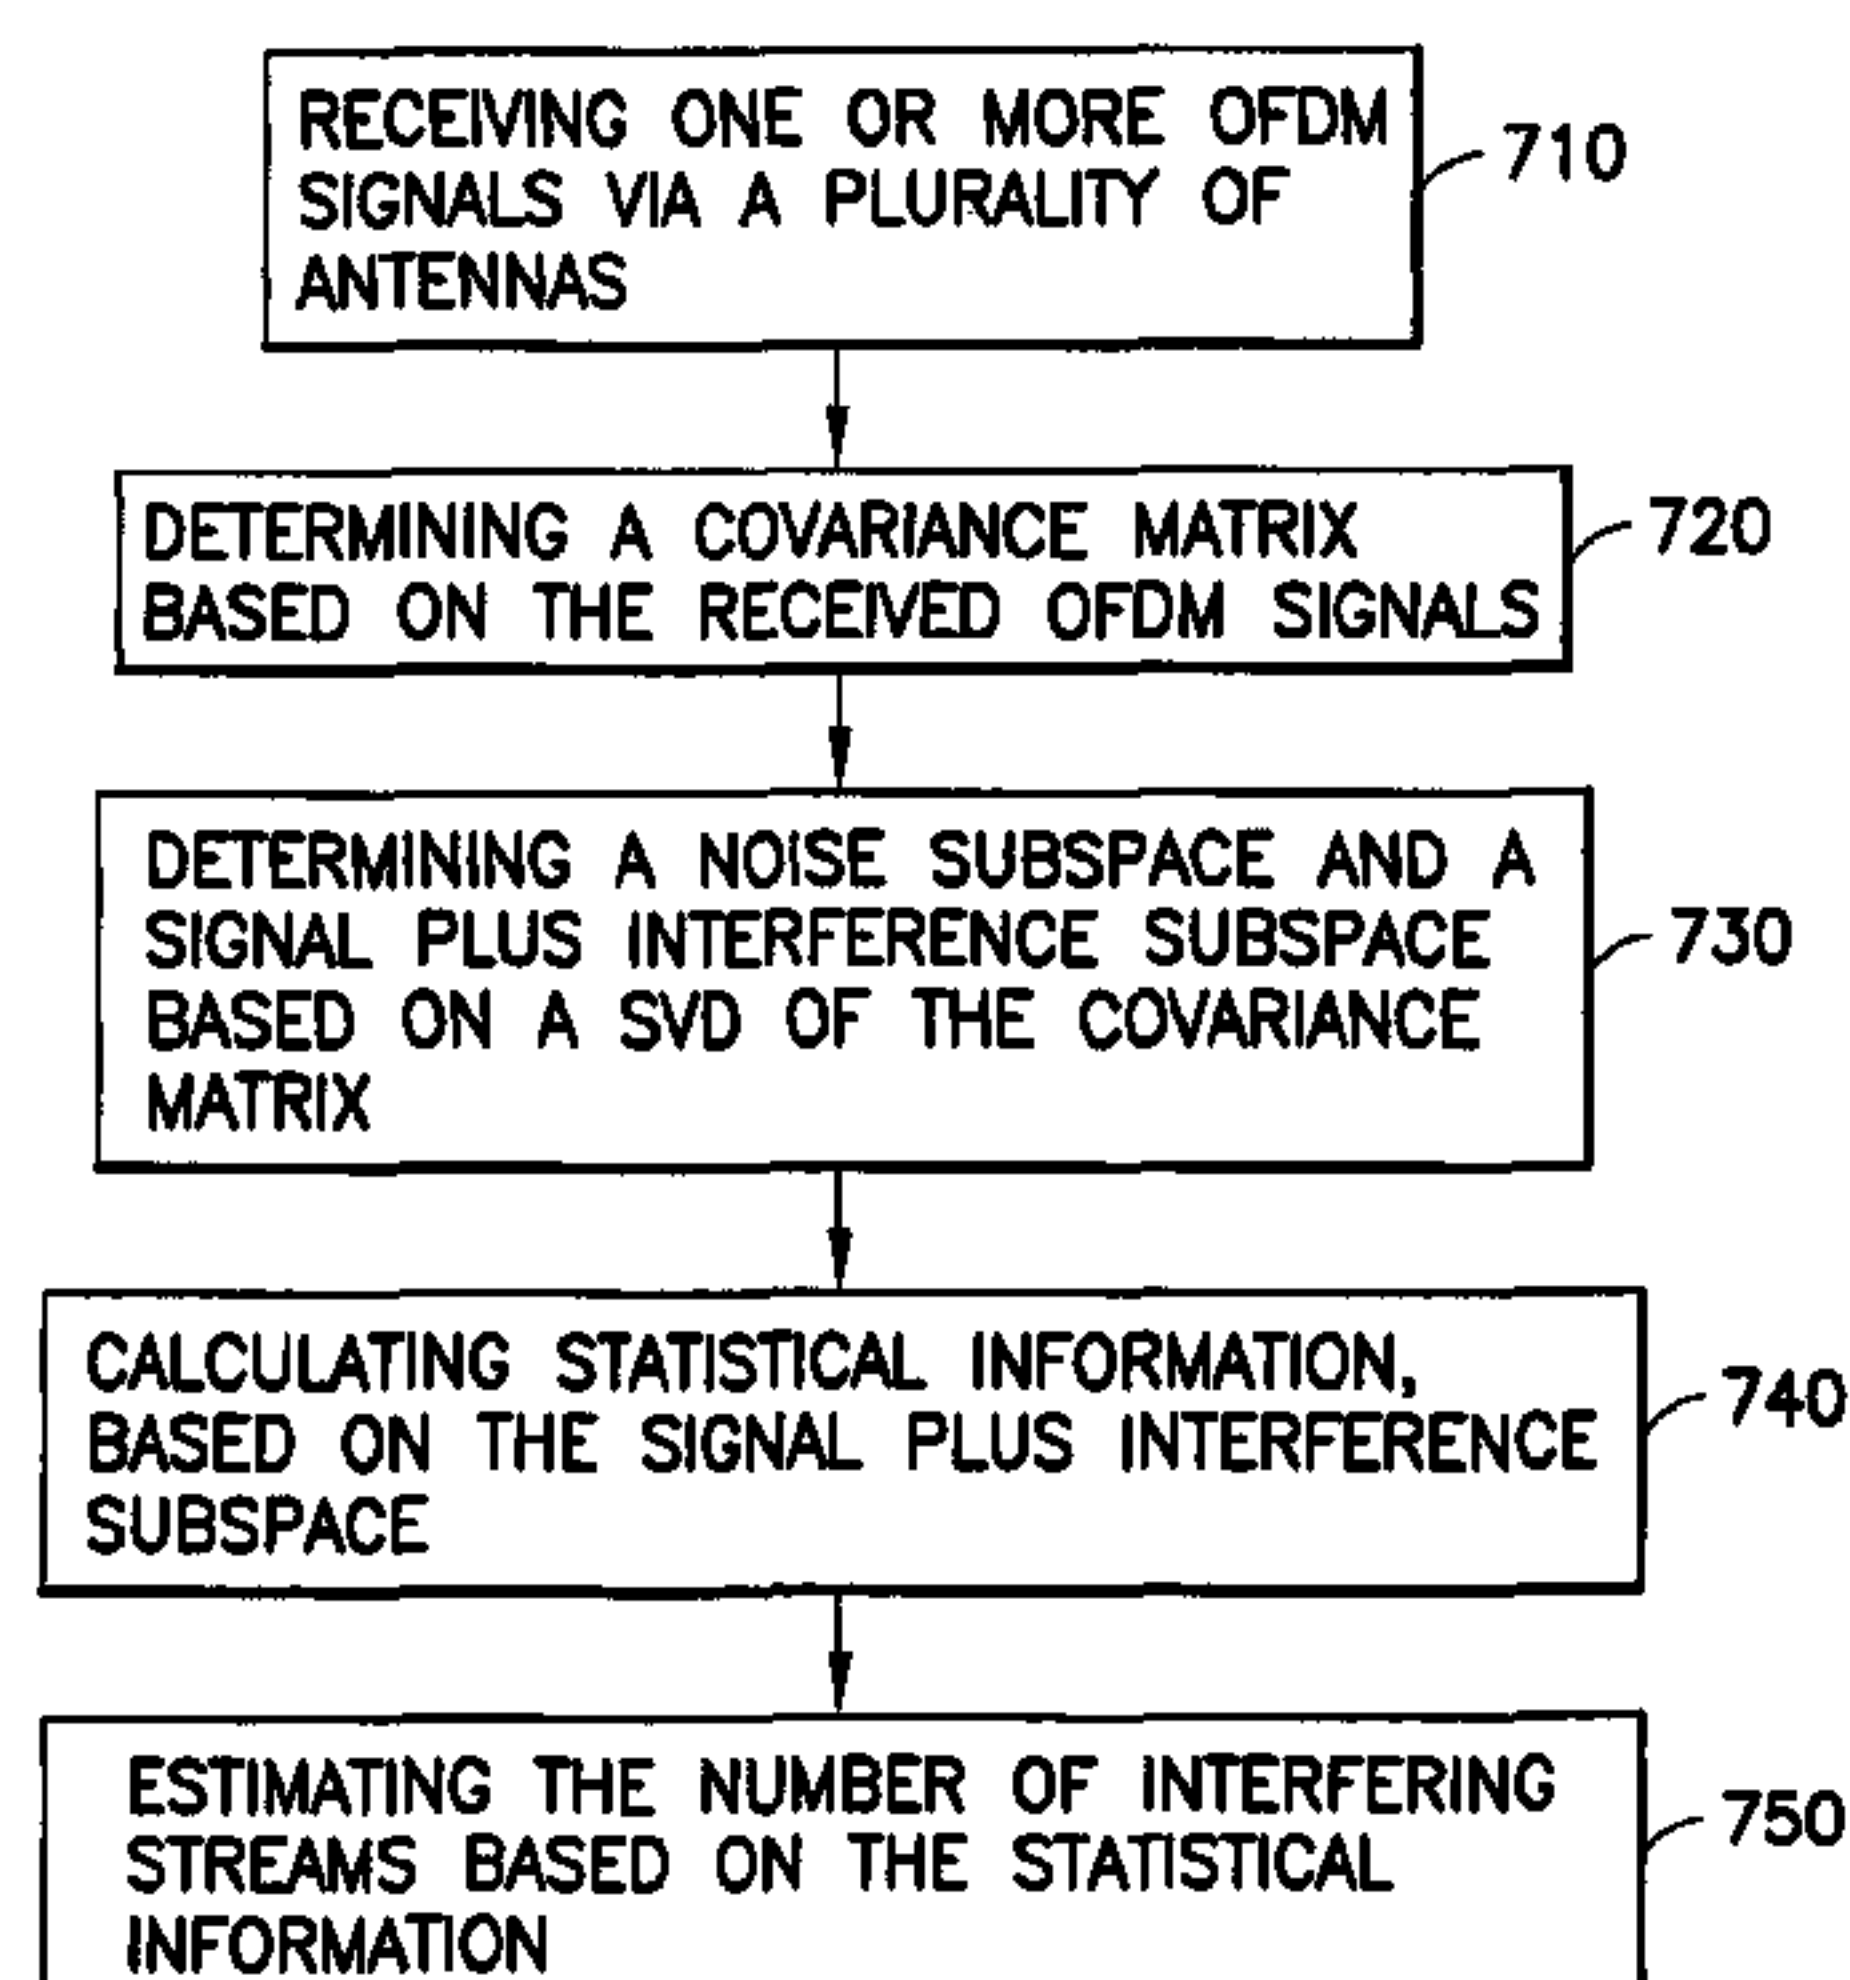 RECEIVING ONE OR MORE OFDM
SIGNALS VIA A PLURALITY OF
ANTENNAS
710
DETERMINING A COVARIANCE MATRIX
BASED ON THE RECEIVED OFDM SIGNALS
720
DETERMINING A NOISE SUBSPACE AND A
SIGNAL PLUS INTERFERENCE SUBSPACE
BASED ON A SVD OF THE COVARIANCE
MATRIX
730
CALCULATING STATISTICAL INFORMATION,
BASED ON THE SIGNAL PLUS INTERFERENCE
SUBSPACE
740
ESTIMATING THE NUMBER OF INTERFERING
STREAMS BASED ON THE STATISTICAL
INFORMATION
750